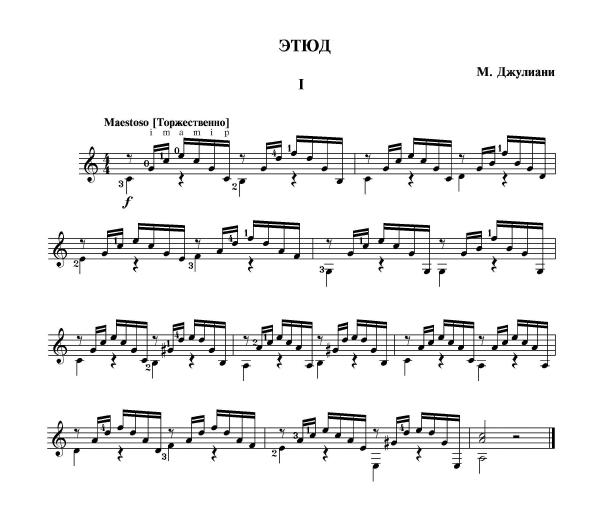 ЭТЮД
М. Джулиани
I
Maestoso [Торжественно]
i m a m i p